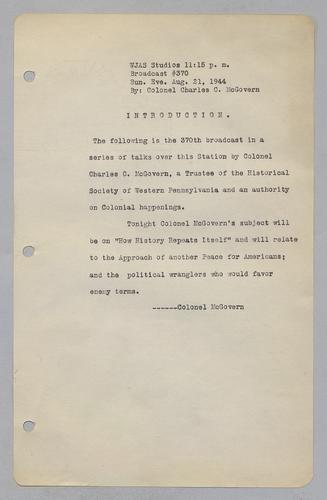 WJAS Studios 11:15 p. m.
Broadcast #370
Sun. Eve. Aug. 21, 1944
By: Colonel Charles C. McGovern
INTRODUCTION.
The following is the 370th broadcast in a
series of talks over this Station by Colonel
Charles C. McGovern, a Trustee of the Historical
Society of Western Pennsylvania and an authority
on Colonial happenings.
Tonight Colonel McGovern's subject will
be on "How History Repeats Itself" and will relate
to the Approach of another Peace for Americans;
and the political wranglers who would favor
enemy terms.
------Colonel McGovern